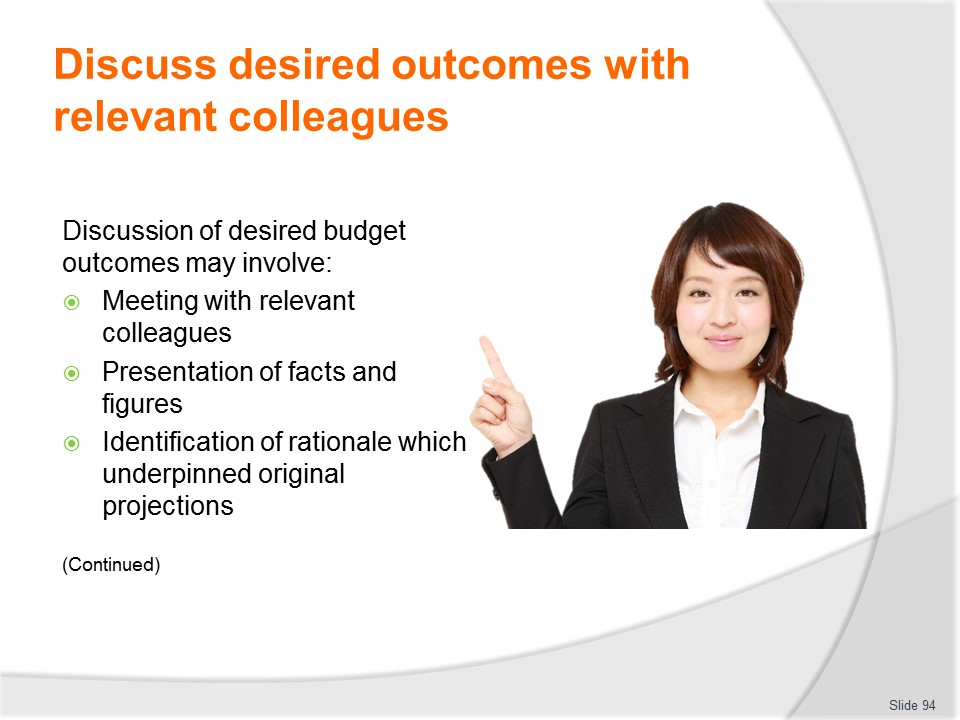 Discuss desired outcomes with
relevant colleagues
Discussion of desired budget
outcomes may involve:
Meeting with relevant
colleagues
Presentation of facts and
figures
Identification of rationale which
underpinned original
projections
(Continued)
Slide 94